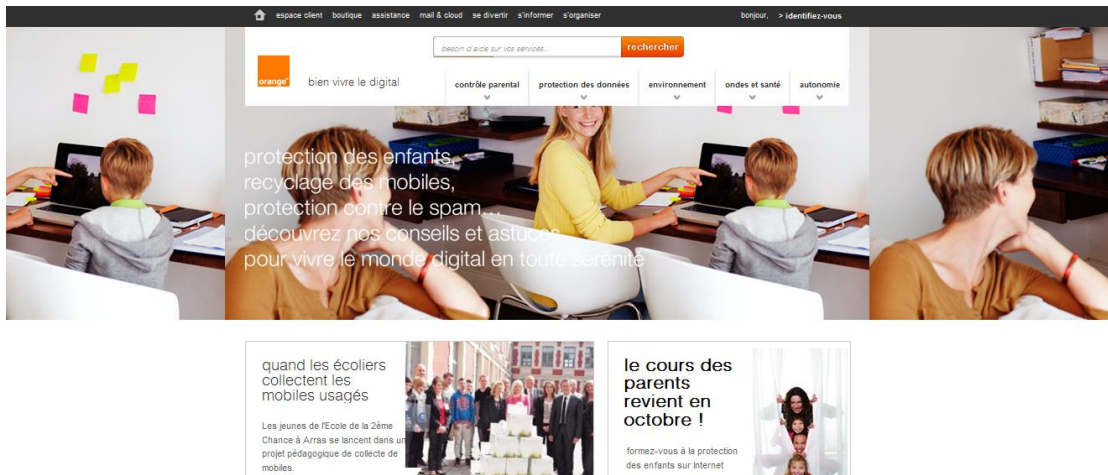 espace client boutique assistance mail & cloud se divertir s'informer s'organiser bonjour, > identifiez-vous
besoin d'aide sur vos services... rechercher
orange
bien vivre le digital
contrôle parental protection des données environnement ondes et santé autonomie
protection des enfants,
recyclage des mobiles,
protection contre le spam...
découvrez nos conseils et astuces
pour vivre le monde digital en toute serenité
quand les écoliers
collectent les
mobiles usagés
Les jeunes de l'Ecole de la 2ème
Chance à Arras se lancent dans un
projet pédagogique de collecte de
mobiles.
le cours des
parents
revient en
octobre !
formez-vous à la protection
des enfants sur Internet